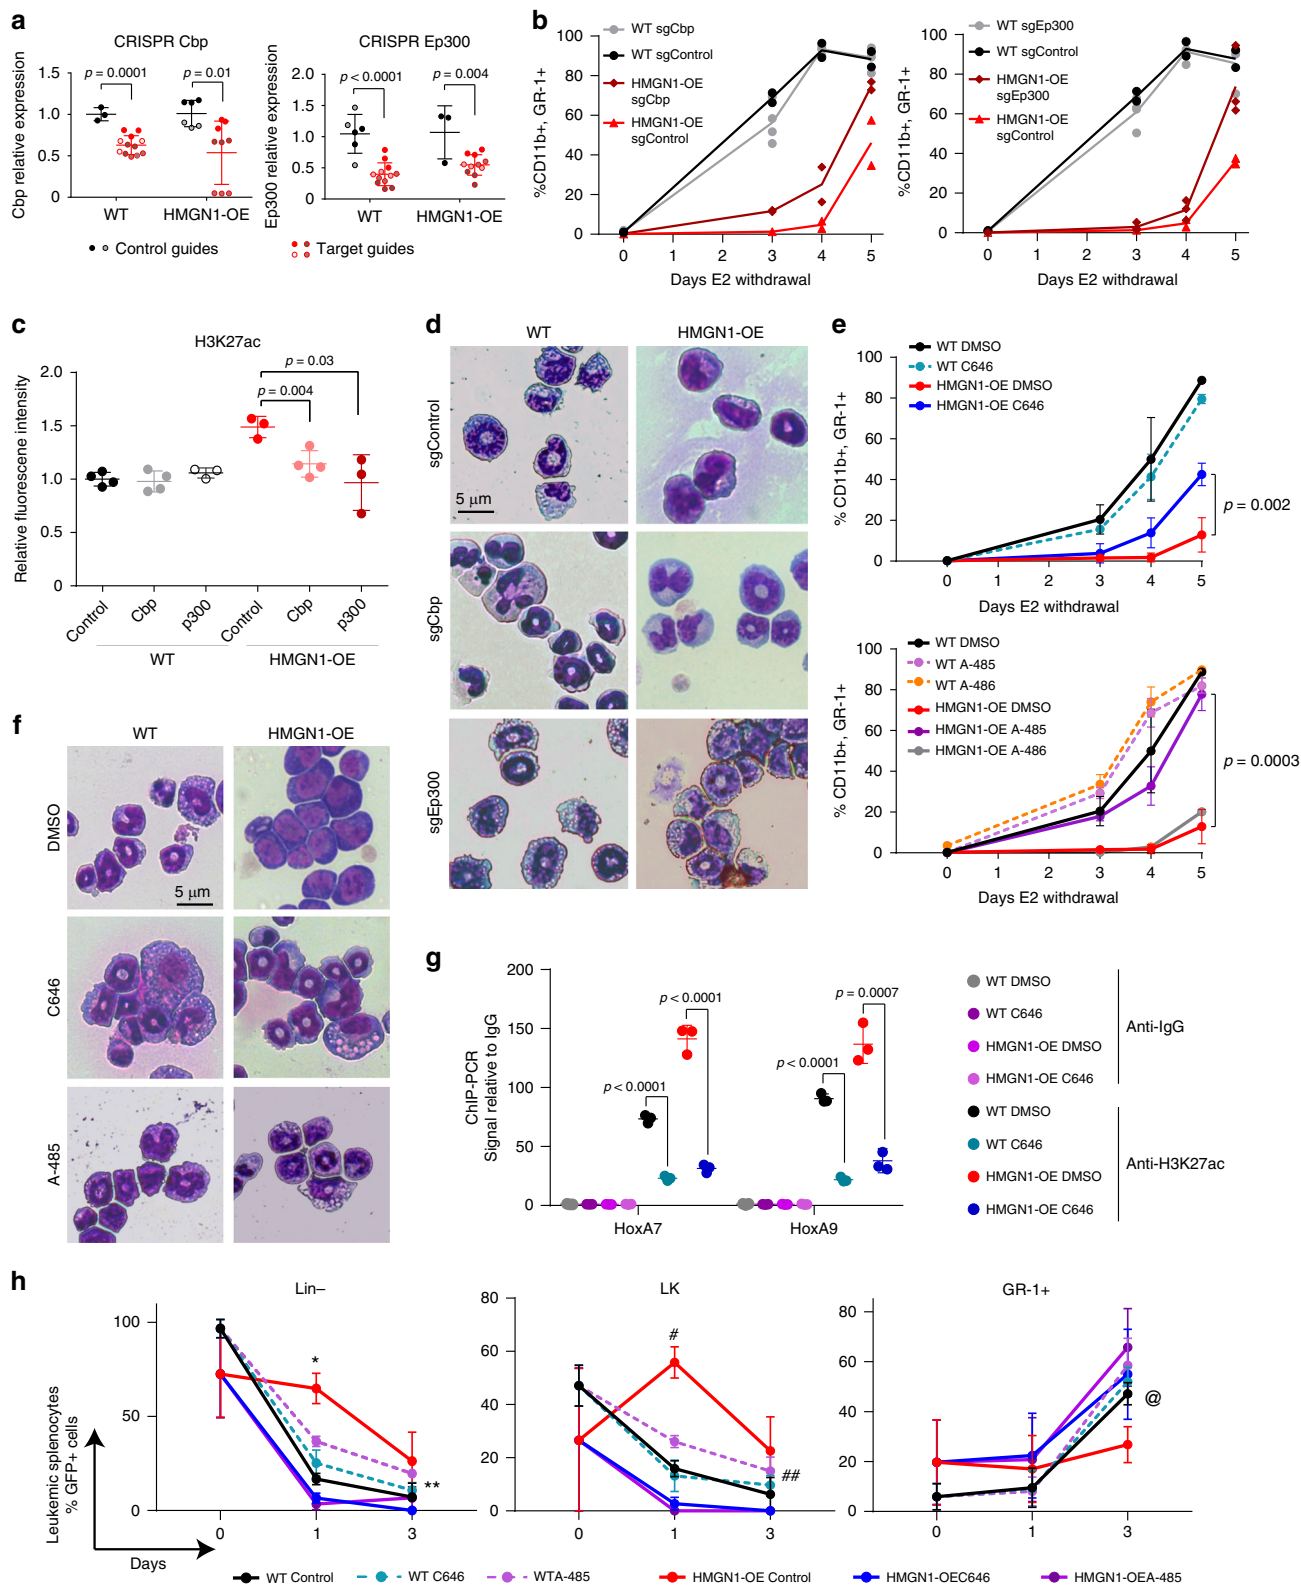 a
CRISPR Cbp
CRISPR Ep300
Cbp relative expression
1.5
1.0
0.5
0
p = 0.0001
p = 0.01
WT
HMGN1-OE
Ep300 relative expression
2.0
1.5
1.0
0.5
0
p < 0.0001
p = 0.004
WT
HMGN1-OE
Control guides
Target guides
b
%CD11b+, GR-1+
100
80
60
40
20
0
WT sgCbp
WT sgControl
HMGN1-OE
sgCbp
HMGN1-OE
sgControl
0 1 2 3 4 5
Days E2 withdrawal
%CD11b+, GR-1+
100
80
60
40
20
0
WT sgEp300
WT sgControl
HMGN1-OE
sgEp300
HMGN1-OE
sgControl
0 1 2 3 4 5
Days E2 withdrawal
c
H3K27ac
Relative fluorescene intensity
2.0
1.5
1.0
0.5
0
p = 0.03
p = 0.004
Control
Cbp
p300
Control
Cbp
p300
WT
HMGN1-OE
d
WT
HMGN1-OE
sgControl
5 μm
sgCbp
sgEp300
e
WT DMSO
WT C646
HMGN1-OE DMSO
HMGN1-OE C646
% CD11b+, GR-1+
100
80
60
40
20
0
p = 0.002
0 1 2 3 4 5
Days E2 withdrawal
WT DMSO
WT A-485
WT A-486
HMGN1-OE DMSO
HMGN1-OE A-485
HMGN1-OE A-486
% CD11b+, GR-1+
100
80
60
40
20
0
p = 0.0003
0 1 2 3 4 5
Days E2 withdrawal
f
WT
HMGN1-OE
DMSO
5 μm
C646
A-485
g
ChIP-PCR
Signal relative to IgG
200
150
100
50
0
p < 0.0001
p < 0.0001
p < 0.0001
p = 0.0007
HoxA7
HoxA9
WT DMSO
WT C646
HMGN1-OE DMSO
HMGN1-OE C646
Anti-IgG
WT DMSO
WT C646
HMGN1-OE DMSO
HMGN1-OE C646
Anti-H3K27ac
h
Lin–
LK
GR-1+
Leukemic splenocytes
% GFP+ cells
Days
100
50
0
*
**
0 1 3
80
60
40
20
0
#
##
0 1 3
80
60
40
20
0
@
0 1 3
WT Control
WT C646
WTA-485
HMGN1-OE Control
HMGN1-OEC646
HMGN1-OEA-485